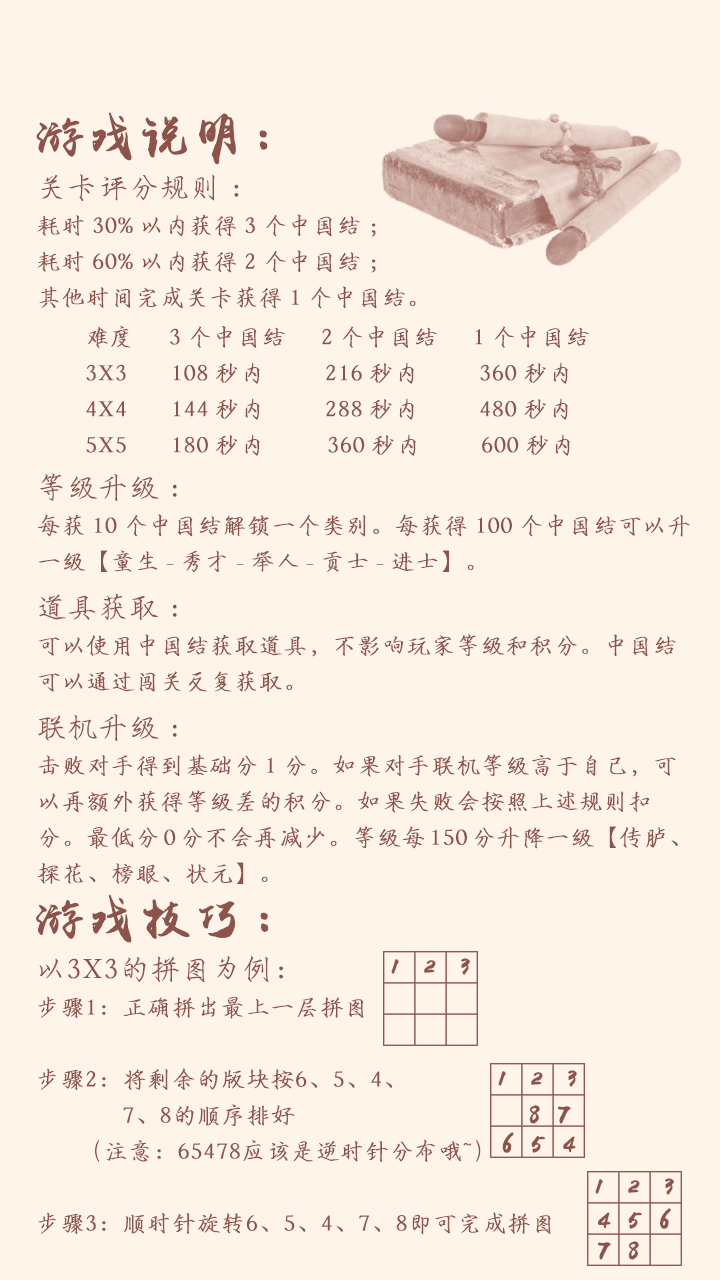 游戏说明：
关卡评分规则：
耗时 30% 以内获得 3 个中国结；
耗时 60% 以内获得 2 个中国结；
其他时间完成关卡获得 1 个中国结。
难度 3 个中国结 2 个中国结 1 个中国结
3X3 108 秒内 216 秒内 360 秒内
4X4 144 秒内 288 秒内 480 秒内
5X5 180 秒内 360 秒内 600 秒内
等级升级：
每获 10 个中国结解锁一个类别。每获得 100 个中国结可以升
一级【童生 - 秀才 - 举人 - 贡士 - 进士】。
道具获取：
可以使用中国结获取道具，不影响玩家等级和积分。中国结
可以通过闯关反复获取。
联机升级：
击败对手得到基础分 1 分。如果对手联机等级高于自己，可
以再额外获得等级差的积分。如果失败会按照上述规则扣
分。最低分 0 分不会再减少。等级每 150 分升降一级【传胪、
探花、榜眼、状元】。
游戏技巧：
以3X3的拼图为例：
步骤1：正确拼出最上一层拼图
1 2 3
步骤2：将剩余的版块按6、5、4、
7、8的顺序排好
（注意：65478应该是逆时针分布哦~）
1 2 3
8 7
6 5 4
步骤3：顺时针旋转6、5、4、7、8即可完成拼图
1 2 3
4 5 6
7 8